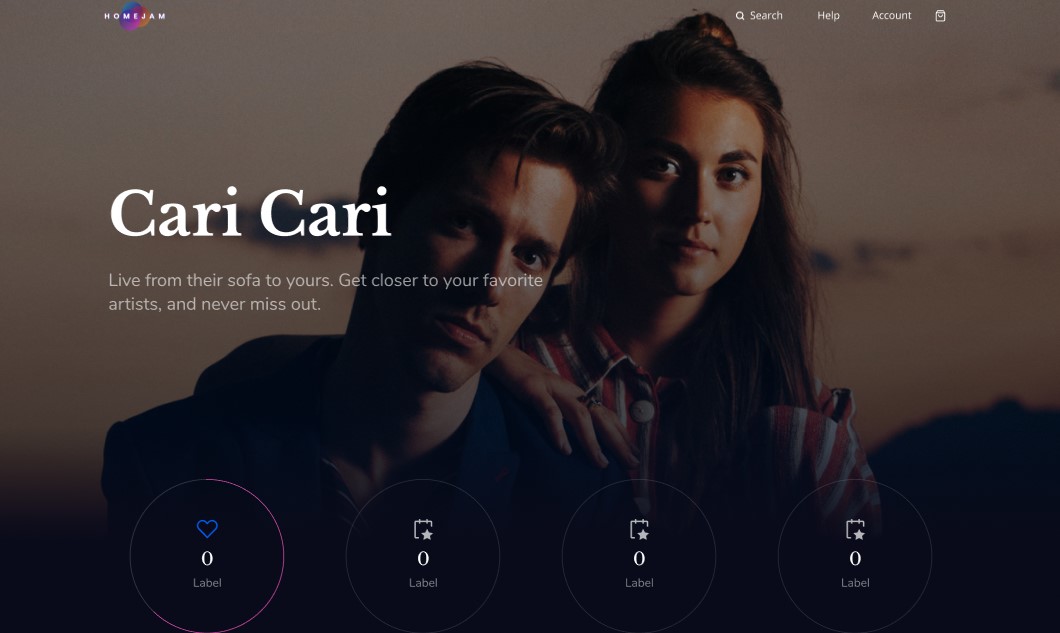 HOMEJAM
Search
Help
Account
Cari Cari
Live from their sofa to yours. Get closer to your favorite
artists, and never miss out.
0
Label
0
Label
0
Label
0
Label